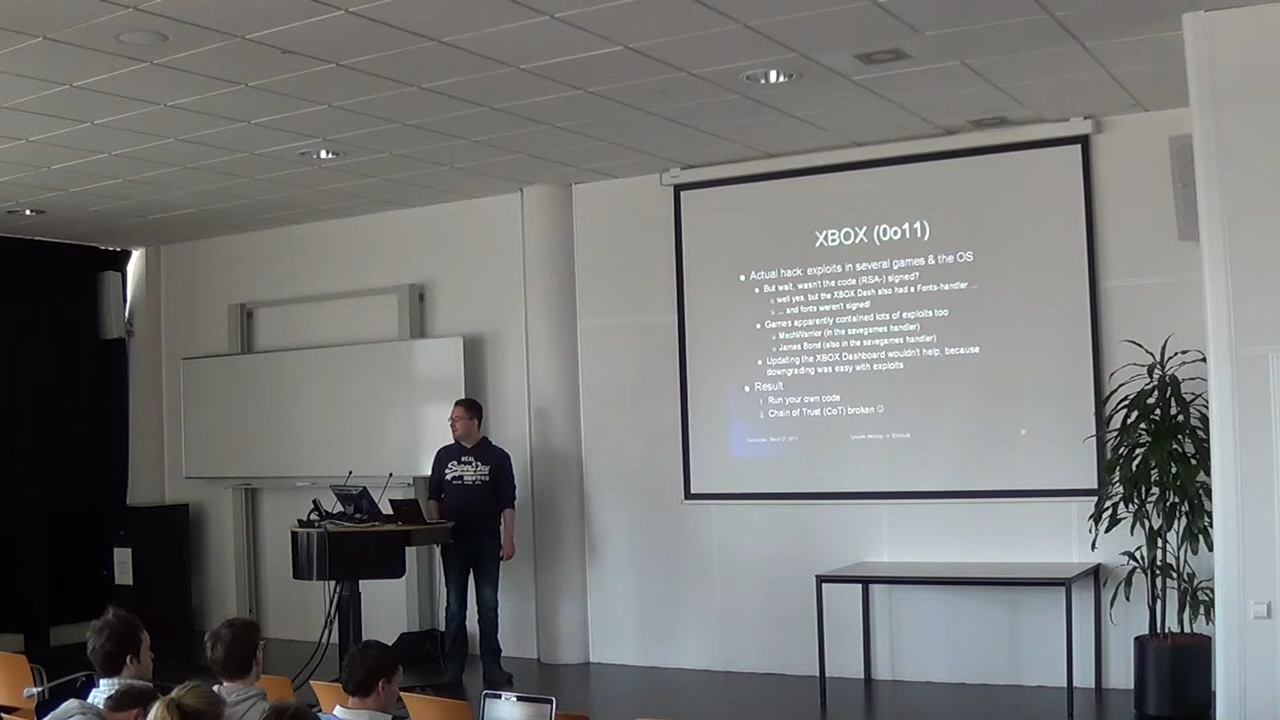 XBOX (0o11)
Actual hack: exploits in several games & the OS
But wait, wasn't the code (RSA-) signed?
well yes, but the XBOX Dash also had a Fonts-handler ...
... and fonts weren't signed!
Games apparently contained lots of exploits too
MechWarrior (in the savegames handler)
James Bond (also in the savegames handler)
Updating the XBOX Dashboard wouldn't help, because
downgrading was easy with exploits
Result
Run your own code
Chain of Trust (CoT) broken ☺
REAL
SuperDry